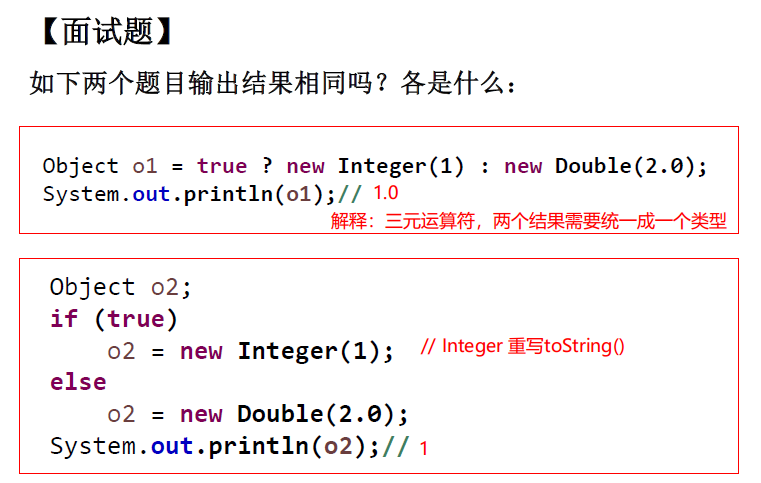 【面试题】
如下两个题目输出结果相同吗？各是什么：
Object o1 = true ? new Integer(1) : new Double(2.0);
System.out.println(o1);// 1.0
解释：三元运算符，两个结果需要统一成一个类型
Object o2;
if (true)
o2 = new Integer(1); // Integer 重写toString()
else
o2 = new Double(2.0);
System.out.println(o2);// 1